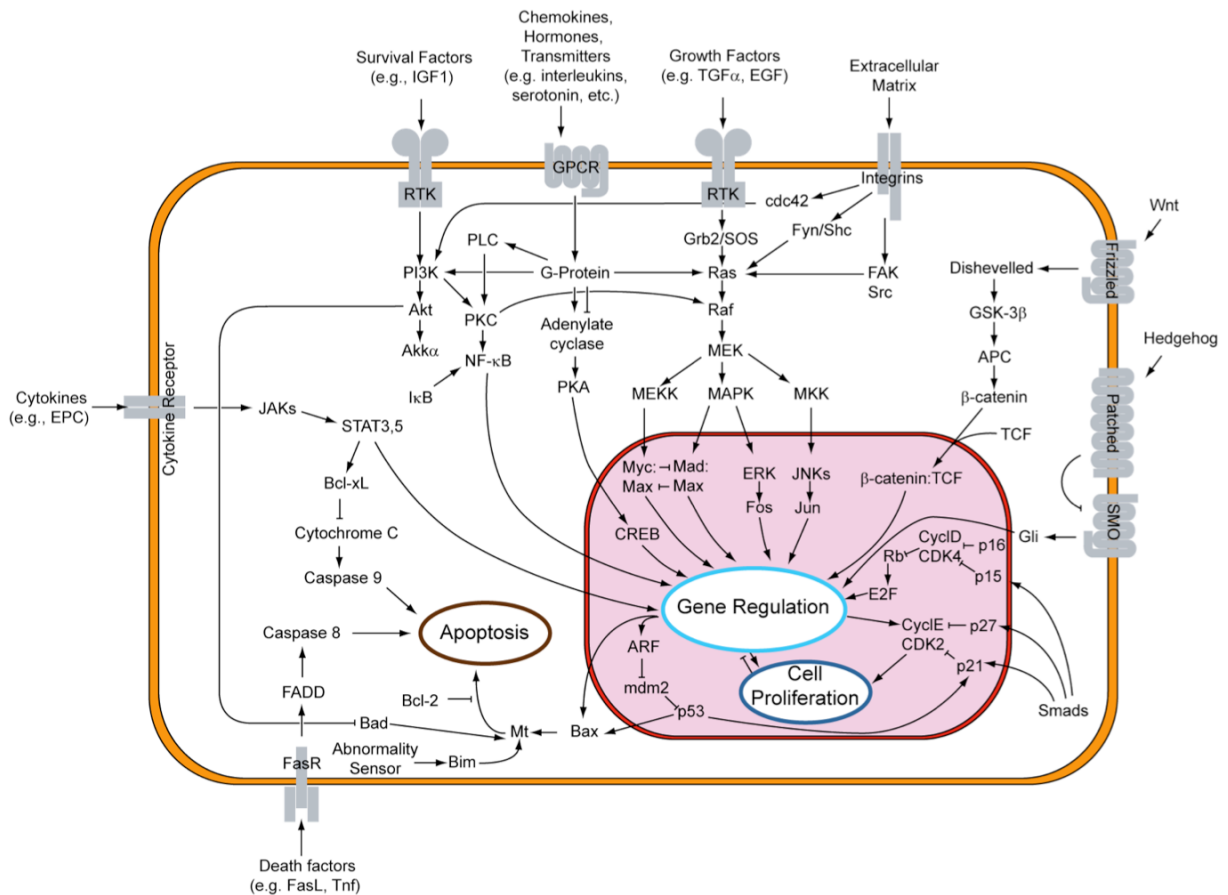 Chemokines,
Hormones,
Transmitters
(e.g. interleukins,
serotonin, etc.)
Survival Factors
(e.g., IGF1)
Growth Factors
(e.g. TGFα, EGF)
Extracellular
Matrix
RTK
GPCR
RTK
Integrins
cdc42
Fyn/Shc
Grb2/SOS
Wnt
Frizzled
PLC
PI3K
G-Protein
Ras
FAK
Src
Dishevelled
GSK-3β
APC
β-catenin
TCF
Akt
Akkα
PKC
NF-κB
IκB
Adenylate
cyclase
PKA
Raf
MEK
MEKK
MAPK
MKK
Hedgehog
Patched
SMO
Cytokines
(e.g., EPC)
Cytokine Receptor
JAKs
STAT3,5
Bcl-xL
Cytochrome C
Caspase 9
Caspase 8
Apoptosis
FADD
Bcl-2
Bad
Mt
Bax
Abnormality
Sensor
Bim
FasR
Death factors
(e.g. FasL, Tnf)
Myc:
Max
Mad:
Max
ERK
Fos
JNKs
Jun
β-catenin:TCF
CREB
Gli
CyclD
CDK4
p16
p15
Rb
E2F
Gene Regulation
CyclE
CDK2
p27
p21
ARF
mdm2
p53
Cell
Proliferation
Smads